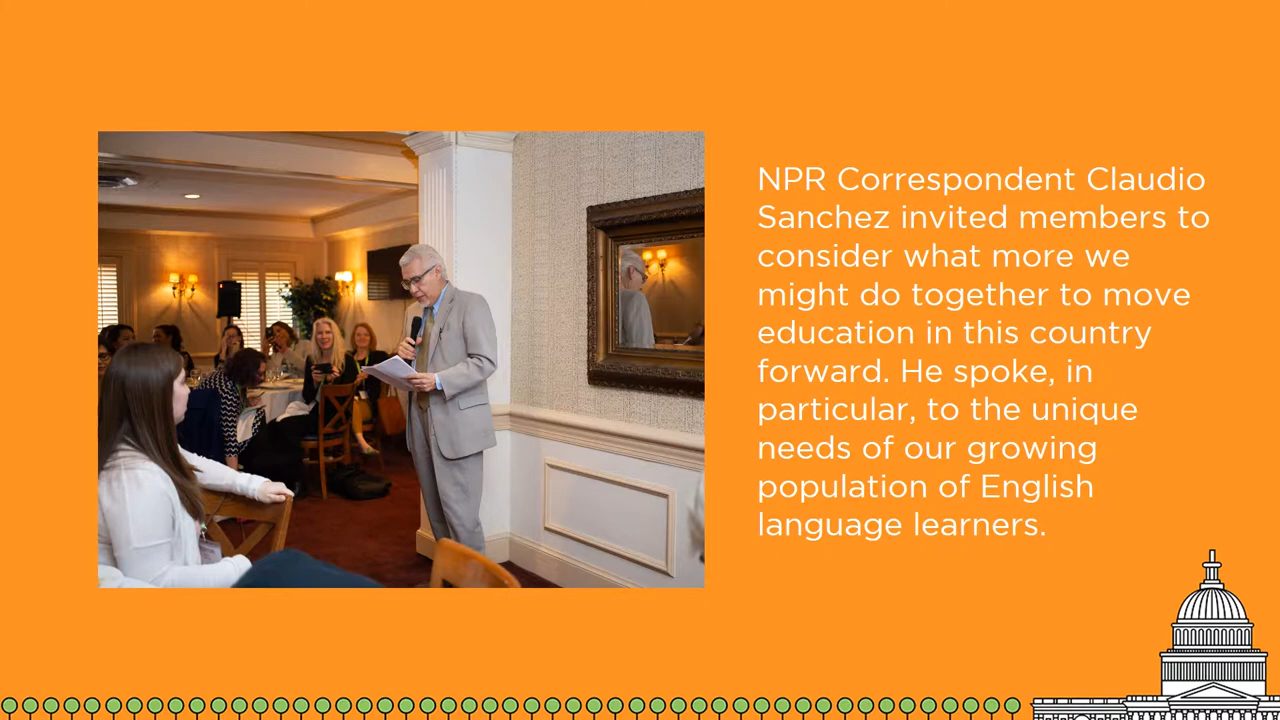 NPR Correspondent Claudio
Sanchez invited members to
consider what more we
might do together to move
education in this country
forward. He spoke, in
particular, to the unique
needs of our growing
population of English
language learners.